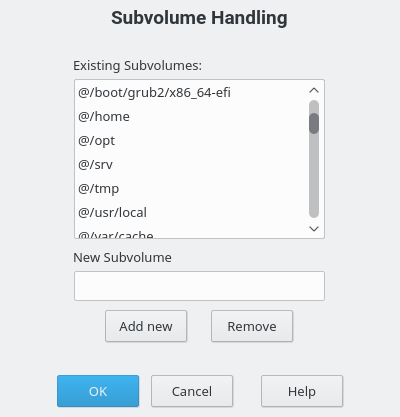 Subvolume Handling
Existing Subvolumes:
@/boot/grub2/x86_64-efi
@/home
@/opt
@/srv
@/tmp
@/usr/local
@/var/cache
New Subvolume
Add new
Remove
OK
Cancel
Help